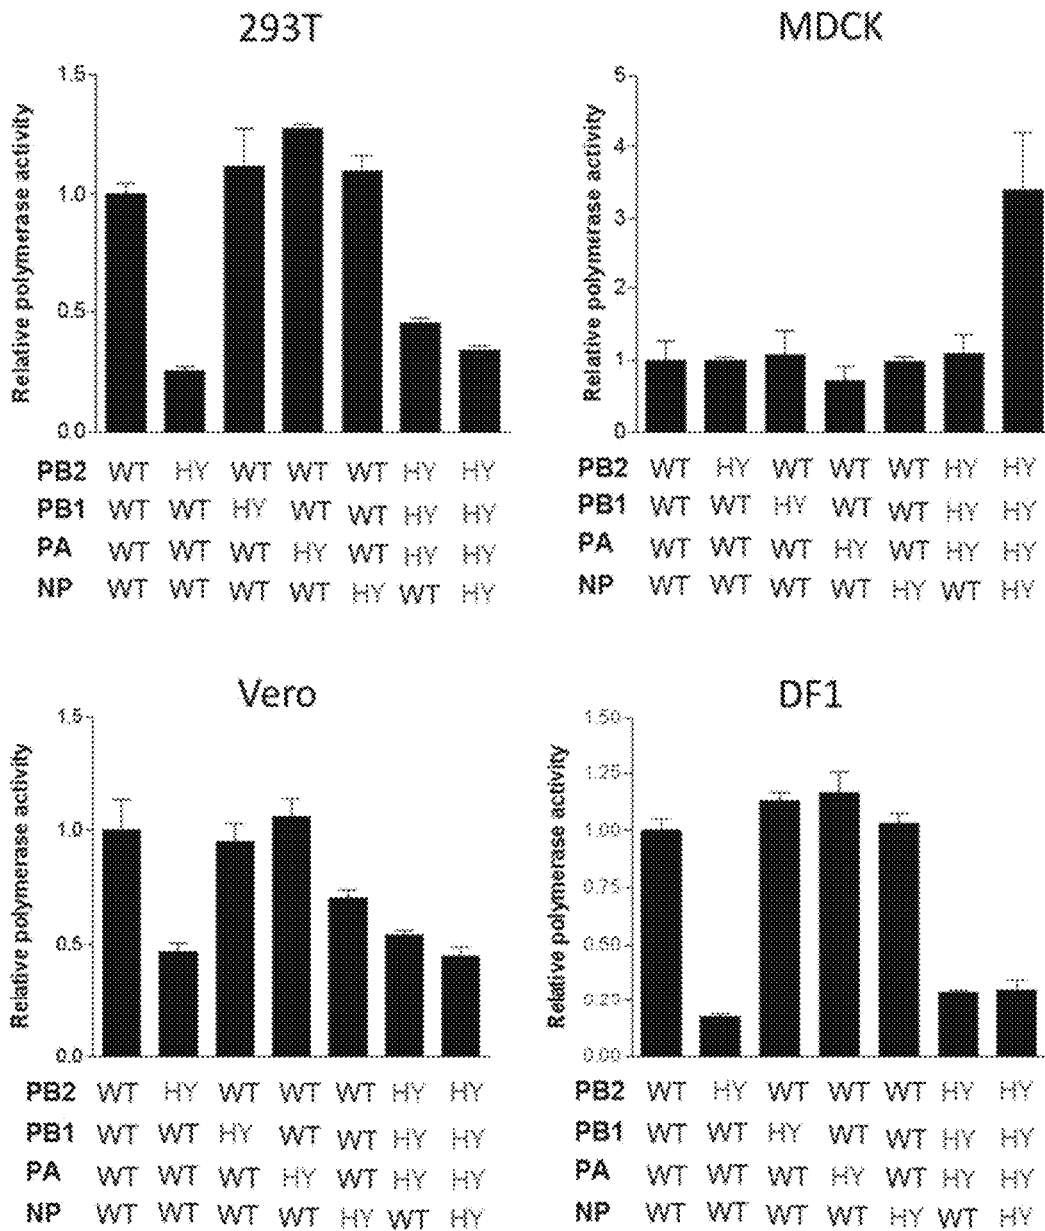 293T
Relative polymerase activity
1.5
1.0
0.5
0.0
PB2 WT HY WT WT WT HY HY
PB1 WT WT HY WT WT HY HY
PA WT WT WT HY WT HY HY
NP WT WT WT WT HY WT HY
MDCK
Relative polymerase activity
6
4
3
2
1
0
PB2 WT HY WT WT WT HY HY
PB1 WT WT HY WT WT HY HY
PA WT WT WT HY WT HY HY
NP WT WT WT WT HY WT HY
Vero
Relative polymerase activity
1.5
1.0
0.5
0.0
PB2 WT HY WT WT WT HY HY
PB1 WT WT HY WT WT HY HY
PA WT WT WT HY WT HY HY
NP WT WT WT WT HY WT HY
DF1
Relative polymerase activity
1.50
1.25
1.00
0.75
0.50
0.25
0.00
PB2 WT HY WT WT WT HY HY
PB1 WT WT HY WT WT HY HY
PA WT WT WT HY WT HY HY
NP WT WT WT WT HY WT HY